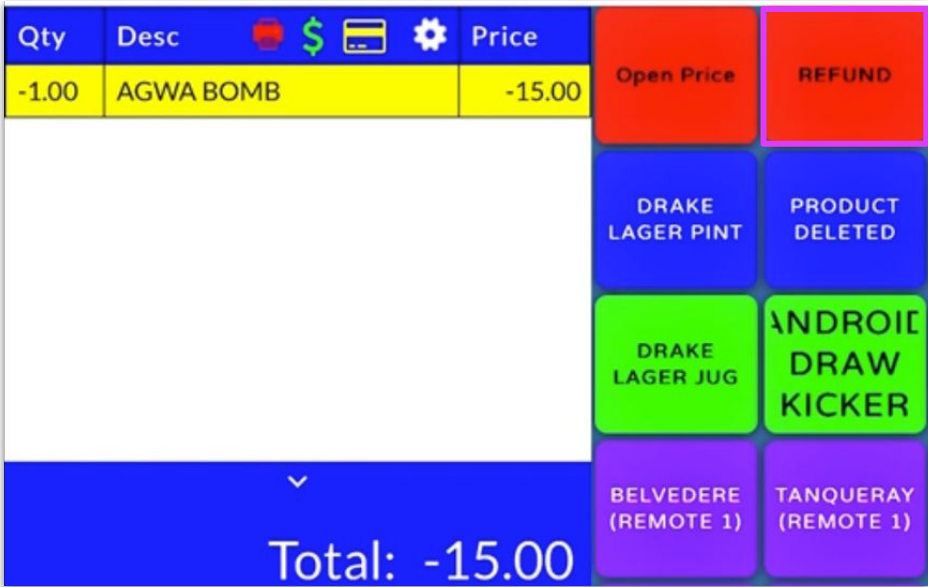 Qty Desc $ Price
-1.00 AGWA BOMB -15.00
Total: -15.00
Open Price
REFUND
DRAKE
LAGER PINT
PRODUCT
DELETED
DRAKE
LAGER JUG
ANDROID
DRAW
KICKER
BELVEDERE
(REMOTE 1)
TANQUERAY
(REMOTE 1)